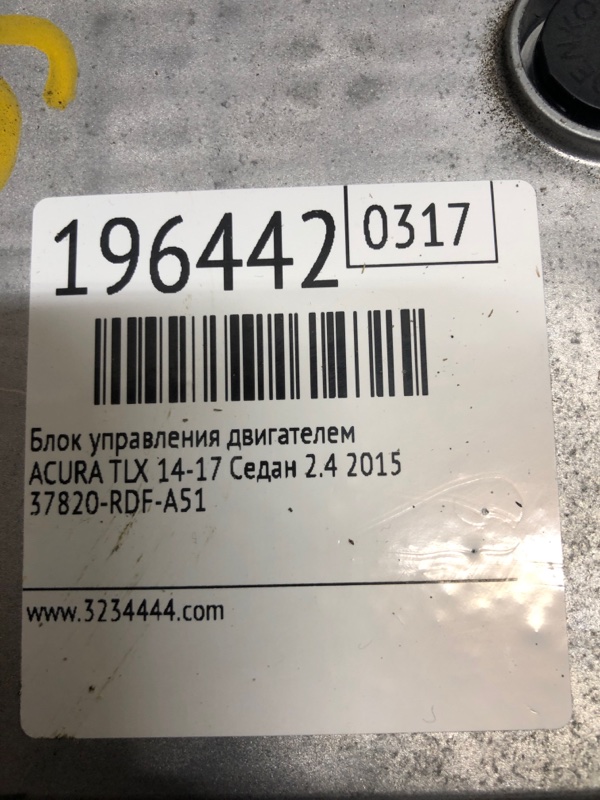 196442
0317
Блок управления двигателем
ACURA TLX 14-17 Седан 2.4 2015
37820-RDF-A51
www.3234444.com